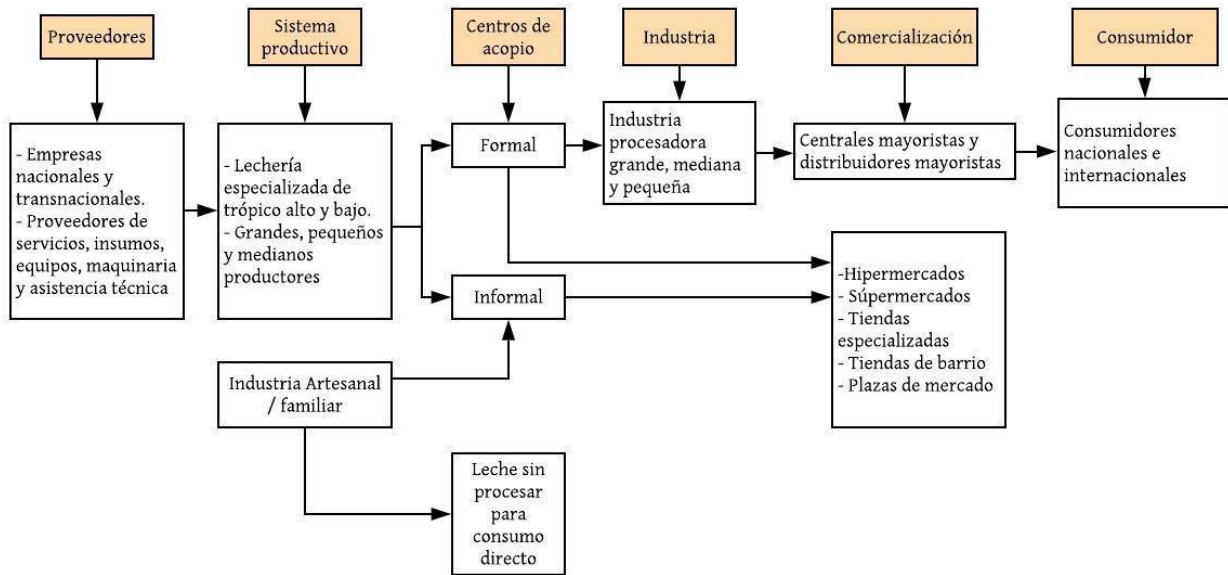 Proveedores
Sistema
productivo
Centros de
acopio
Industria
Comercialización
Consumidor
- Empresas
nacionales y
transnacionales.
- Proveedores de
servicios, insumos,
equipos, maquinaria
y asistencia técnica
- Lechería
especializada de
trópico alto y bajo.
- Grandes, pequeños
y medianos
productores
Formal
Industria
procesadora
grande, mediana
y pequeña
Centrales mayoristas y
distribuidores mayoristas
Consumidores
nacionales e
internacionales
Informal
-Hipermercados
- Súpermercados
- Tiendas
especializadas
- Tiendas de barrio
- Plazas de mercado
Industria Artesanal
/ familiar
Leche sin
procesar
para
consumo
directo